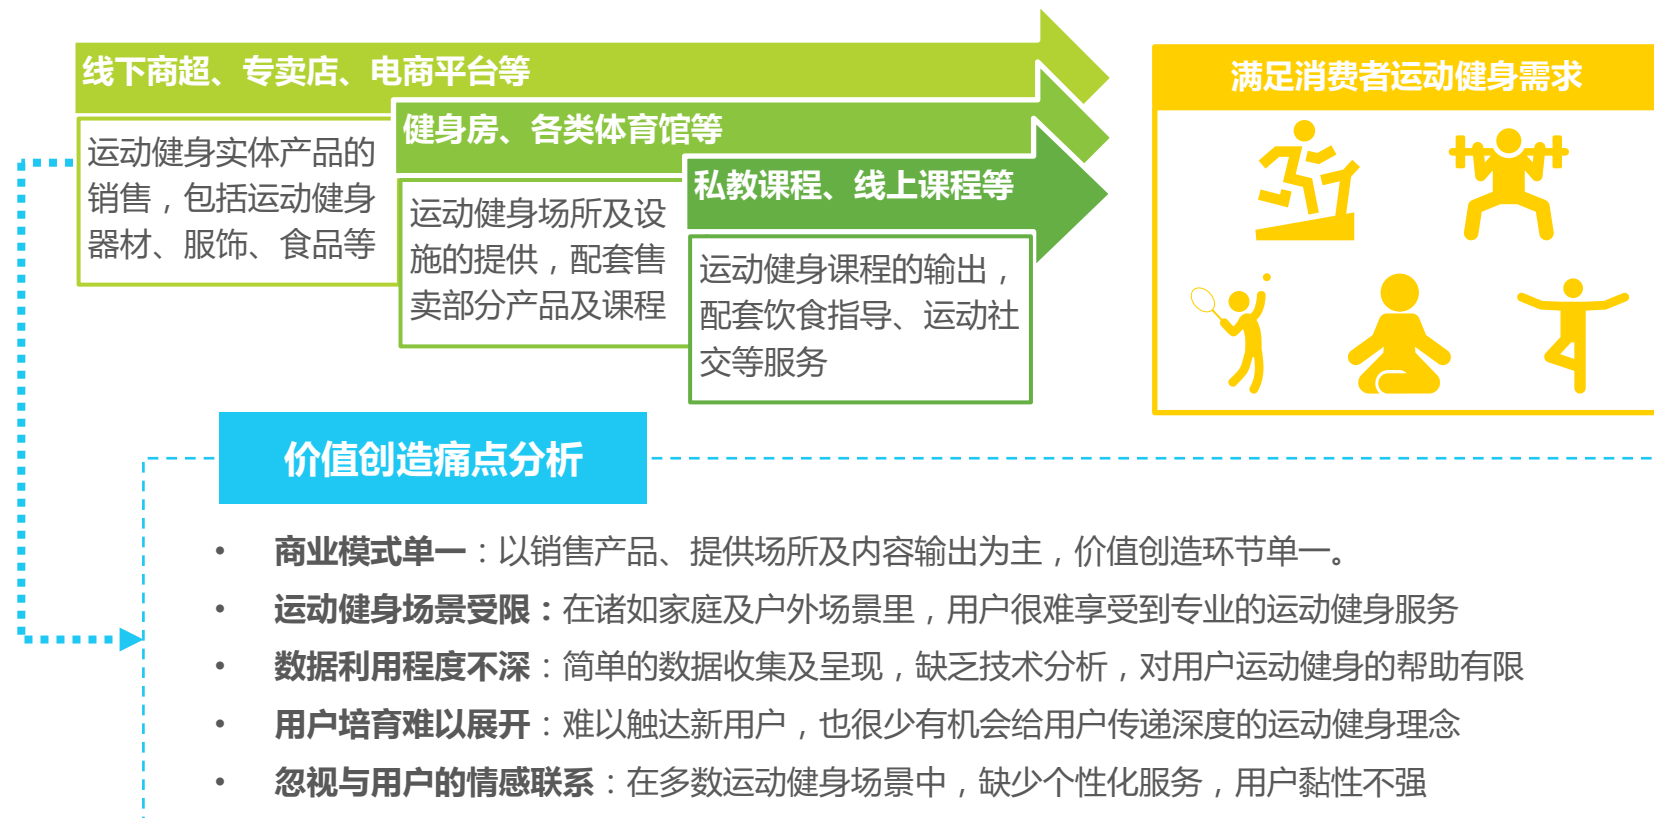 线下商超、专卖店、电商平台等
运动健身实体产品的
销售，包括运动健身
器材、服饰、食品等
健身房、各类体育馆等
运动健身场所及设
施的提供，配套售
卖部分产品及课程
私教课程、线上课程等
运动健身课程的输出，
配套饮食指导、运动社
交等服务
满足消费者运动健身需求
价值创造痛点分析
• 商业模式单一：以销售产品、提供场所及内容输出为主，价值创造环节单一。
• 运动健身场景受限：在诸如家庭及户外场景里，用户很难享受到专业的运动健身服务
• 数据利用程度不深：简单的数据收集及呈现，缺乏技术分析，对用户运动健身的帮助有限
• 用户培育难以展开：难以触达新用户，也很少有机会给用户传递深度的运动健身理念
• 忽视与用户的情感联系：在多数运动健身场景中，缺少个性化服务，用户黏性不强